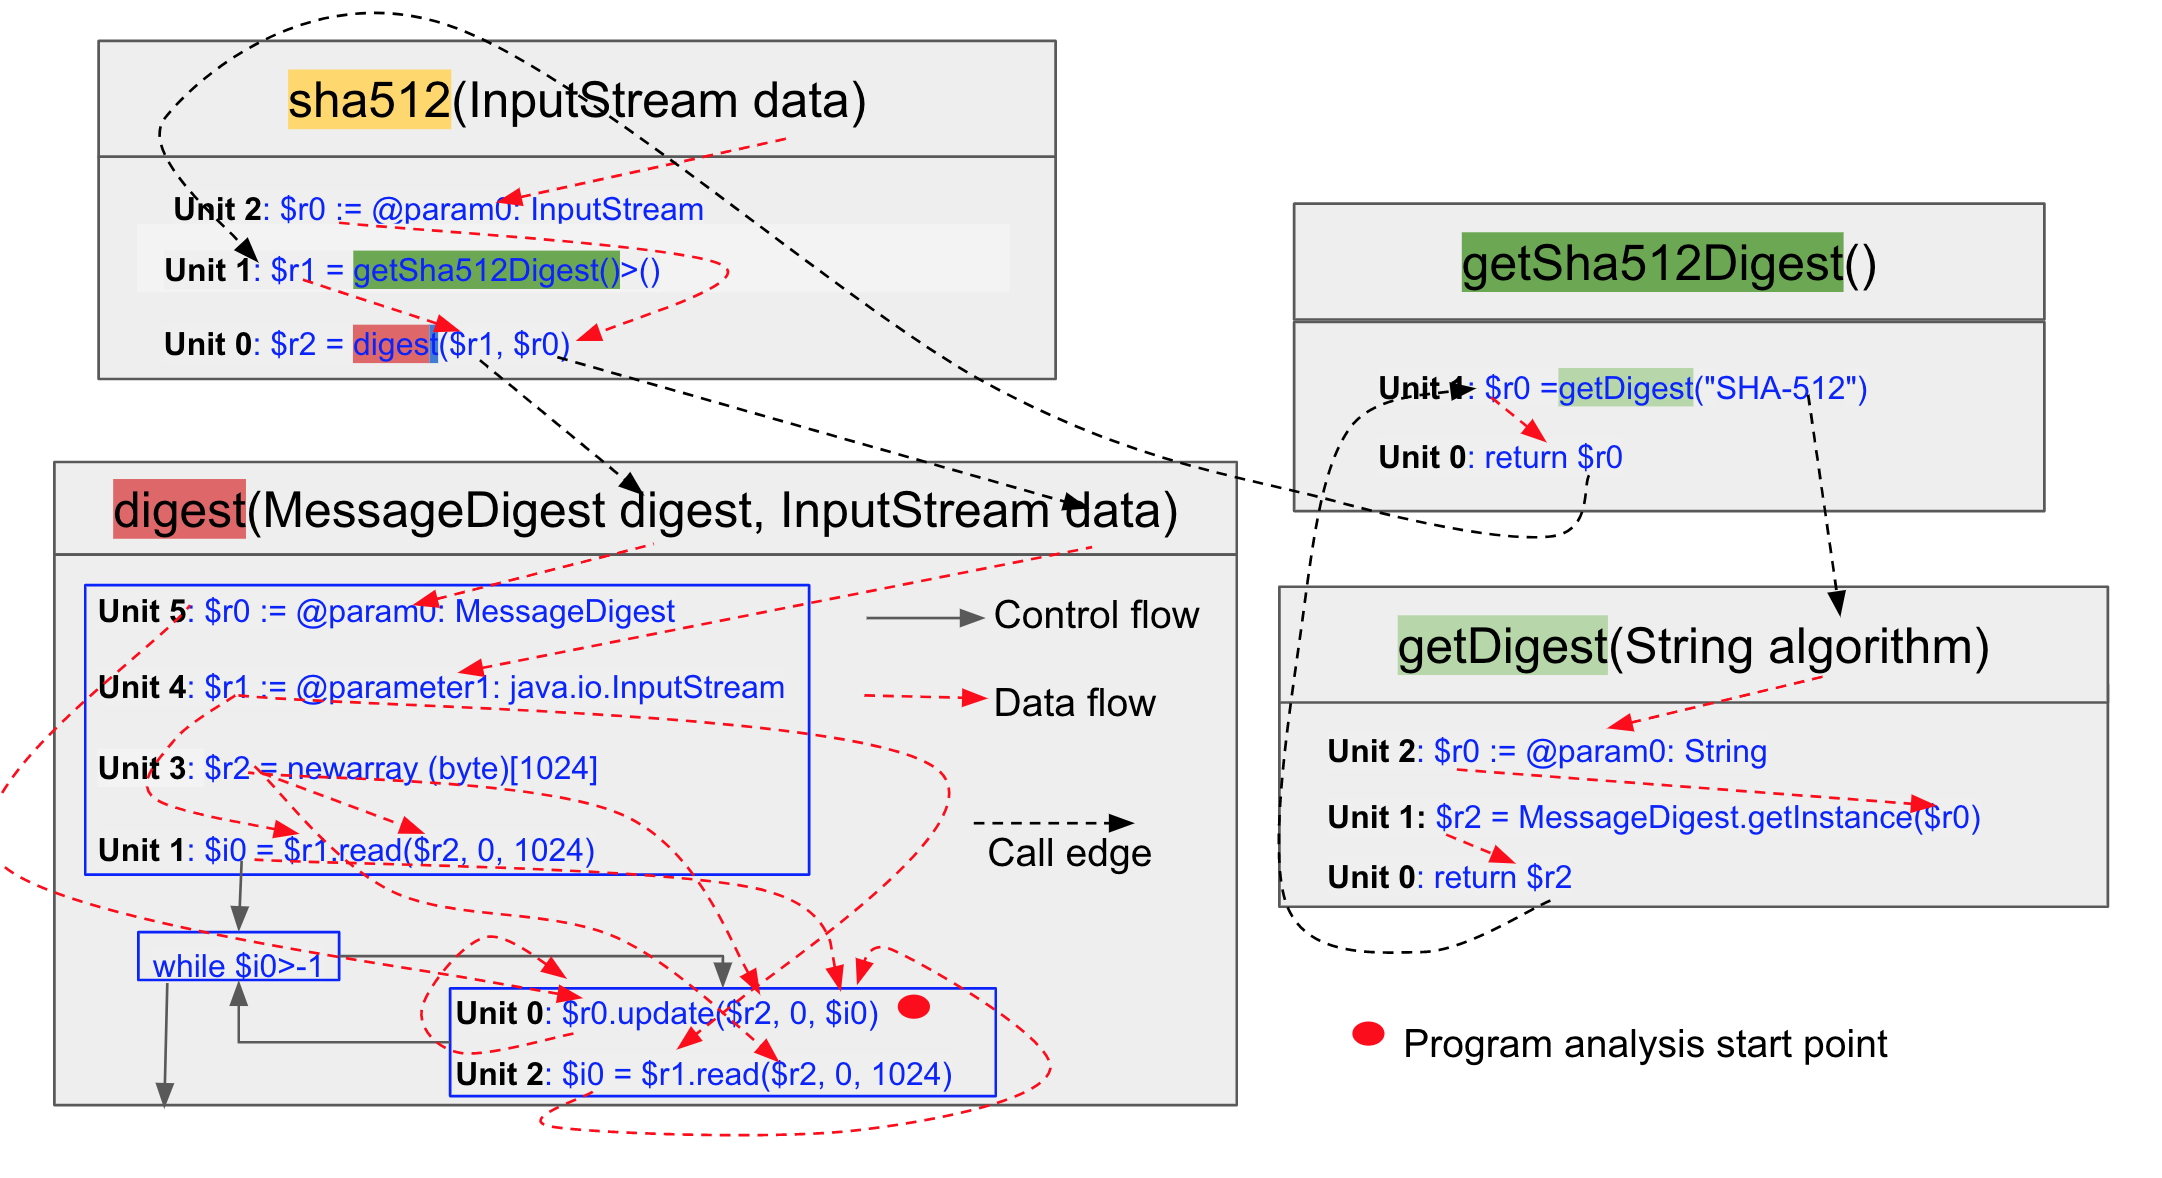 sha512(InputStream data)
Unit 2: $r0 := @param0: InputStream
Unit 1: $r1 = getSha512Digest()>()
Unit 0: $r2 = digest($r1, $r0)
getSha512Digest()
Unit 1: $r0 =getDigest("SHA-512")
Unit 0: return $r0
digest(MessageDigest digest, InputStream data)
Unit 5: $r0 := @param0: MessageDigest
Unit 4: $r1 := @parameter1: java.io.InputStream
Unit 3: $r2 = newarray (byte)[1024]
Unit 1: $i0 = $r1.read($r2, 0, 1024)
while $i0>-1
Unit 0: $r0.update($r2, 0, $i0)
Unit 2: $i0 = $r1.read($r2, 0, 1024)
Control flow
Data flow
Call edge
getDigest(String algorithm)
Unit 2: $r0 := @param0: String
Unit 1: $r2 = MessageDigest.getInstance($r0)
Unit 0: return $r2
Program analysis start point